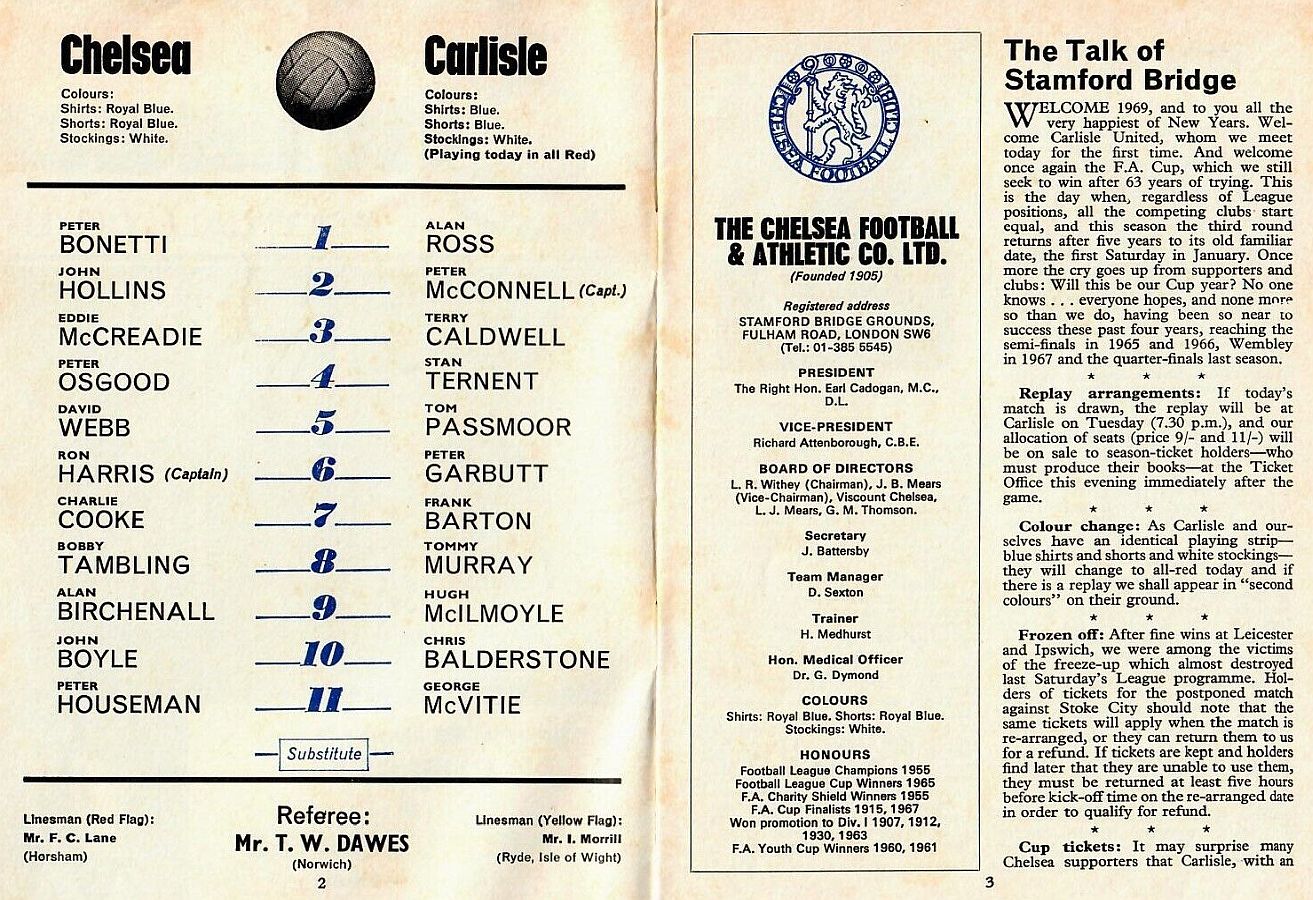 Chelsea
Colours:
Shirts: Royal Blue.
Shorts: Royal Blue.
Stockings: White.
Carlisle
Colours:
Shirts: Blue.
Shorts: Blue.
Stockings: White.
(Playing today in all Red)
PETER
BONETTI
1
ALAN
ROSS
JOHN
HOLLINS
2
PETER
McCONNELL (Capt.)
EDDIE
McCREADIE
3
TERRY
CALDWELL
PETER
OSGOOD
4
STAN
TERNENT
DAVID
WEBB
5
TOM
PASSMOOR
RON
HARRIS (Captain)
6
PETER
GARBUTT
CHARLIE
COOKE
7
FRANK
BARTON
BOBBY
TAMBLING
8
TOMMY
MURRAY
ALAN
BIRCHENALL
9
HUGH
McILMOYLE
JOHN
BOYLE
10
CHRIS
BALDERSTONE
PETER
HOUSEMAN
11
GEORGE
McVITIE
Substitute
Linesman (Red Flag):
Mr. F. C. Lane
(Horsham)
Referee:
Mr. T. W. DAWES
(Norwich)
Linesman (Yellow Flag):
Mr. I. Morrill
(Ryde, Isle of Wight)
2
CHELSEA FOOTBALL CLUB
THE CHELSEA FOOTBALL
& ATHLETIC CO. LTD.
(Founded 1905)
Registered address
STAMFORD BRIDGE GROUNDS,
FULHAM ROAD, LONDON SW6
(Tel.: 01-385 5545)
PRESIDENT
The Right Hon. Earl Cadogan, M.C.,
D.L.
VICE-PRESIDENT
Richard Attenborough, C.B.E.
BOARD OF DIRECTORS
L. R. Withey (Chairman), J. B. Mears
(Vice-Chairman), Viscount Chelsea,
L. J. Mears, G. M. Thomson.
Secretary
J. Battersby
Team Manager
D. Sexton
Trainer
H. Medhurst
Hon. Medical Officer
Dr. G. Dymond
COLOURS
Shirts: Royal Blue. Shorts: Royal Blue.
Stockings: White.
HONOURS
Football League Champions 1955
Football League Cup Winners 1965
F.A. Charity Shield Winners 1955
F.A. Cup Finalists 1915, 1967
Won promotion to Div. I 1907, 1912,
1930, 1963
F.A. Youth Cup Winners 1960, 1961
The Talk of
Stamford Bridge
WELCOME 1969, and to you all the
very happiest of New Years. Wel-
come Carlisle United, whom we meet
today for the first time. And welcome
once again the F.A. Cup, which we still
seek to win after 63 years of trying. This
is the day when, regardless of League
positions, all the competing clubs start
equal, and this season the third round
returns after five years to its old familiar
date, the first Saturday in January. Once
more the cry goes up from supporters and
clubs: Will this be our Cup year? No one
knows . . . everyone hopes, and none more
so than we do, having been so near to
success these past four years, reaching the
semi-finals in 1965 and 1966, Wembley
in 1967 and the quarter-finals last season.
* * *
Replay arrangements: If today's
match is drawn, the replay will be at
Carlisle on Tuesday (7.30 p.m.), and our
allocation of seats (price 9/- and 11/-) will
be on sale to season-ticket holders—who
must produce their books—at the Ticket
Office this evening immediately after the
game.
* * *
Colour change: As Carlisle and our-
selves have an identical playing strip—
blue shirts and shorts and white stockings—
they will change to all-red today and if
there is a replay we shall appear in "second
colours" on their ground.
* * *
Frozen off: After fine wins at Leicester
and Ipswich, we were among the victims
of the freeze-up which almost destroyed
last Saturday's League programme. Hol-
ders of tickets for the postponed match
against Stoke City should note that the
same tickets will apply when the match is
re-arranged, or they can return them to us
for a refund. If tickets are kept and holders
find later that they are unable to use them,
they must be returned at least five hours
before kick-off time on the re-arranged date
in order to qualify for refund.
* * *
Cup tickets: It may surprise many
Chelsea supporters that Carlisle, with an
3